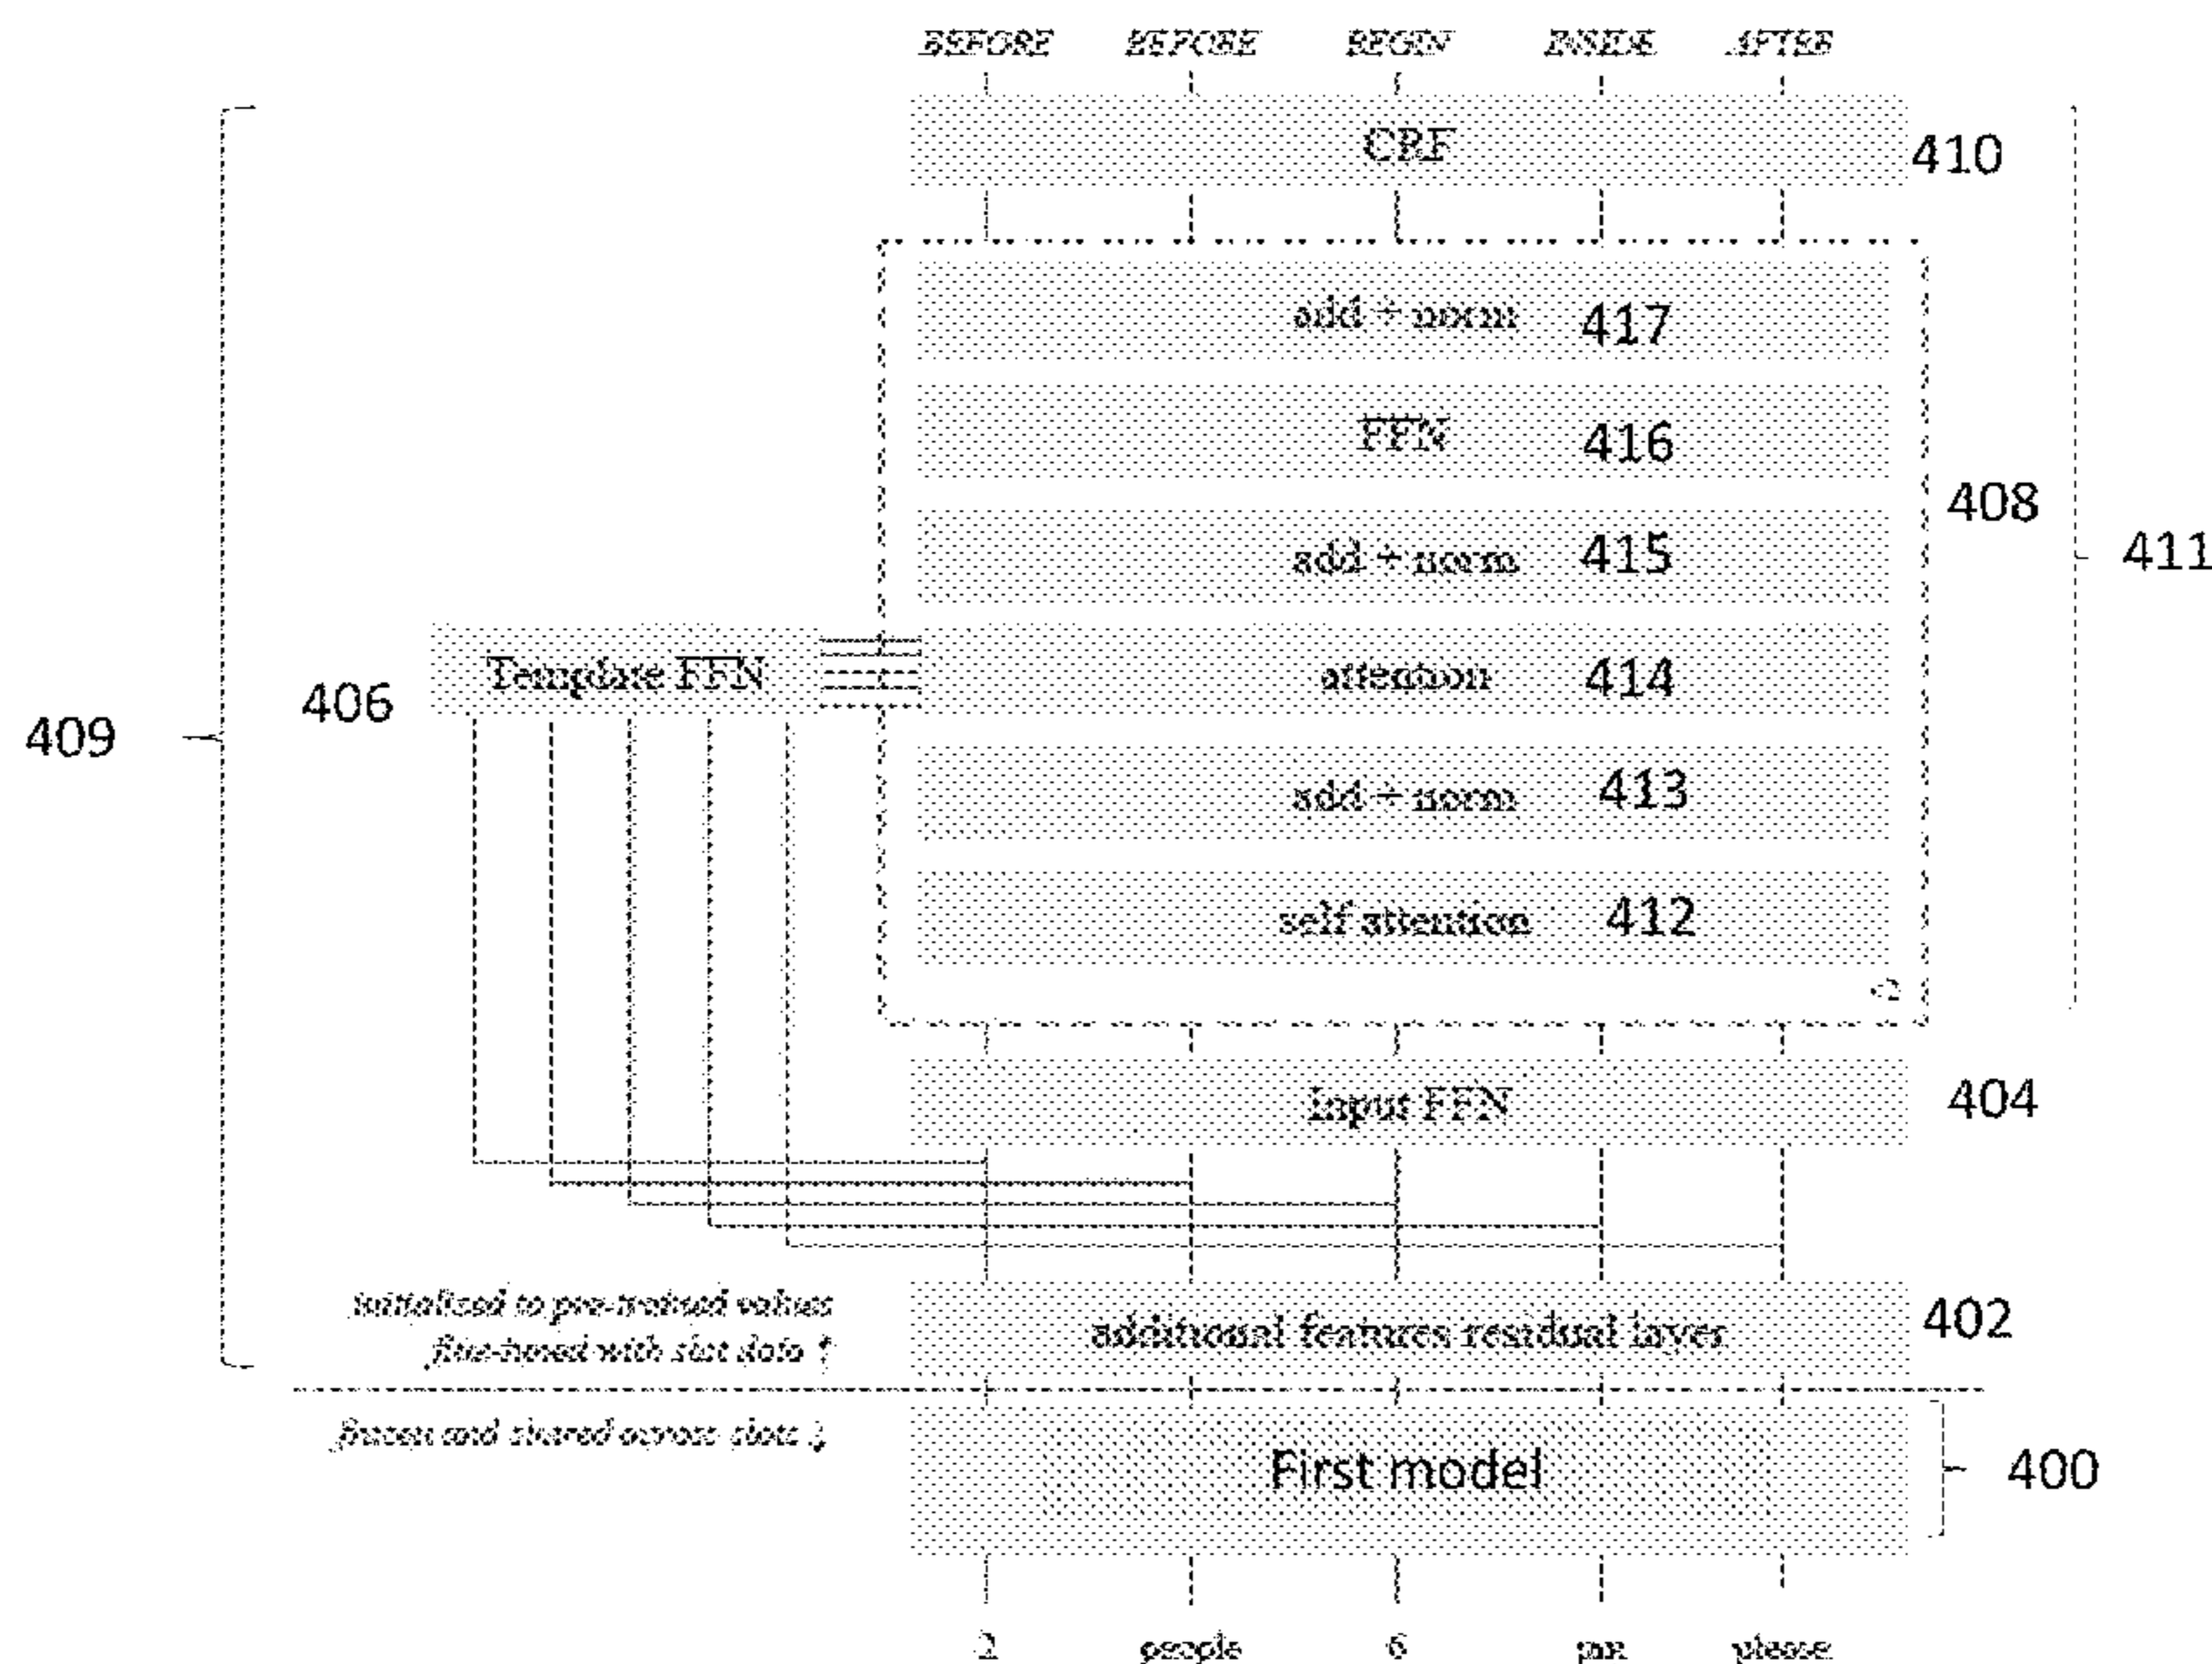 BEFORE BEFORE BEGIN INSIDE AFTER
CRF 410
add + norm 417
FFN 416
408
add + norm 415
411
Template FFN
attention 414
406
409
add + norm 413
self attention 412
×2
input FFN 404
initialized to pre-trained values
fine-tuned with slot data ↑
additional features residual layer 402
frozen and shared across slots ↓
First model 400
2 people 6 pm please